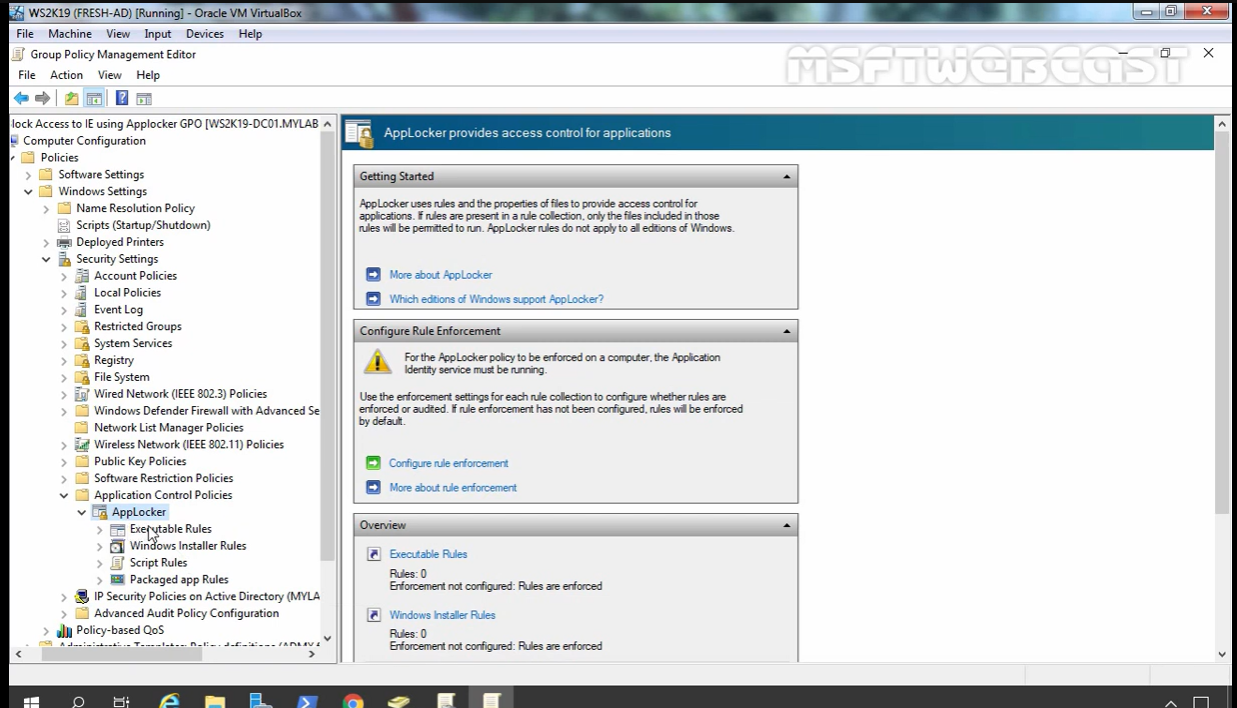 WS2K19 (FRESH-AD) [Running] - Oracle VM VirtualBox
File Machine View Input Devices Help
Group Policy Management Editor
MSFTWEBCAST
File Action View Help
lock Access to IE using Applocker GPO [WS2K19-DC01.MYLAB
Computer Configuration
Policies
Software Settings
Windows Settings
Name Resolution Policy
Scripts (Startup/Shutdown)
Deployed Printers
Security Settings
Account Policies
Local Policies
Event Log
Restricted Groups
System Services
Registry
File System
Wired Network (IEEE 802.3) Policies
Windows Defender Firewall with Advanced Se
Network List Manager Policies
Wireless Network (IEEE 802.11) Policies
Public Key Policies
Software Restriction Policies
Application Control Policies
AppLocker
Executable Rules
Windows Installer Rules
Script Rules
Packaged app Rules
IP Security Policies on Active Directory (MYLA
Advanced Audit Policy Configuration
Policy-based QoS
Administrative Templates: Policy definitions (ADMX f
AppLocker provides access control for applications
Getting Started
AppLocker uses rules and the properties of files to provide access control for
applications. If rules are present in a rule collection, only the files included in those
rules will be permitted to run. AppLocker rules do not apply to all editions of Windows.
More about AppLocker
Which editions of Windows support AppLocker?
Configure Rule Enforcement
For the AppLocker policy to be enforced on a computer, the Application
Identity service must be running.
Use the enforcement settings for each rule collection to configure whether rules are
enforced or audited. If rule enforcement has not been configured, rules will be enforced
by default.
Configure rule enforcement
More about rule enforcement
Overview
Executable Rules
Rules: 0
Enforcement not configured: Rules are enforced
Windows Installer Rules
Rules: 0
Enforcement not configured: Rules are enforced